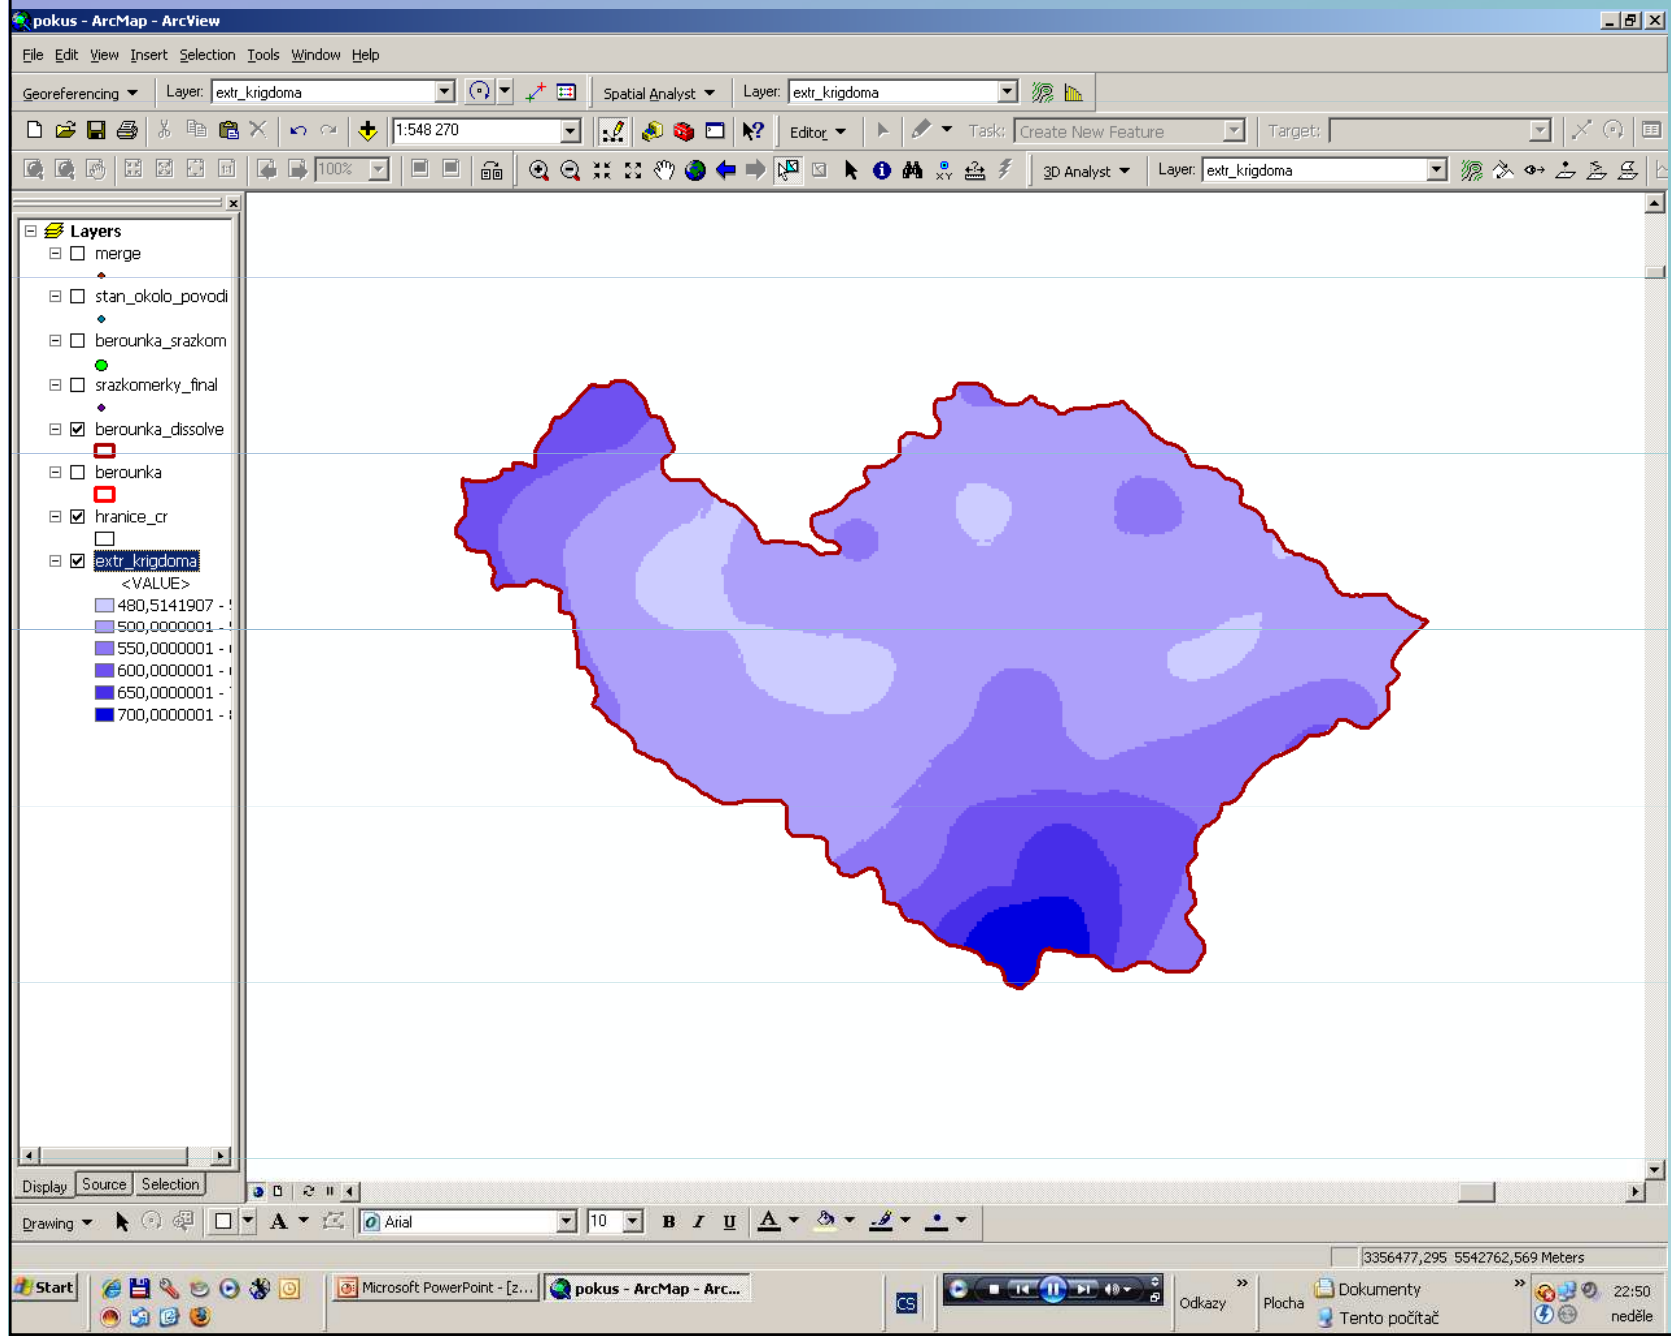 pokus - ArcMap - ArcView
File Edit View Insert Selection Tools Window Help
Georeferencing Layer: extr_krigdoma Spatial Analyst Layer: extr_krigdoma
1:548 270 Editor Task: Create New Feature Target:
100% 3D Analyst Layer: extr_krigdoma
Layers
merge
stan_okolo_povodi
berounka_srazkom
srazkomerky_final
berounka_dissolve
berounka
hranice_cr
extr_krigdoma
<VALUE>
480,5141907 -
500,0000001 -
550,0000001 -
600,0000001 -
650,0000001 -
700,0000001 -
Display Source Selection
Drawing A Arial 10 B I U A
3356477,295 5542762,569 Meters
Start Microsoft PowerPoint - [z... pokus - ArcMap - Arc... CS Odkazy Plocha Dokumenty 22:50
Tento počítač neděle